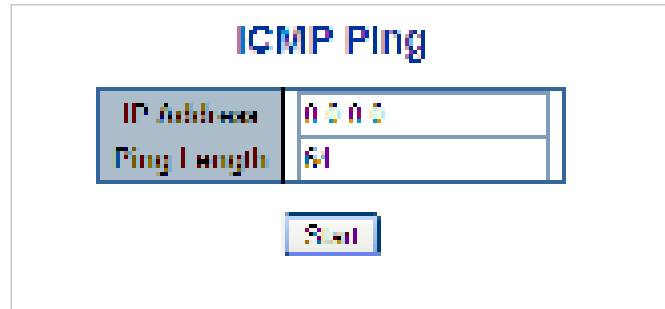 ICMP Ping
IP Address 0.0.0.0
Ping Length 64
Start